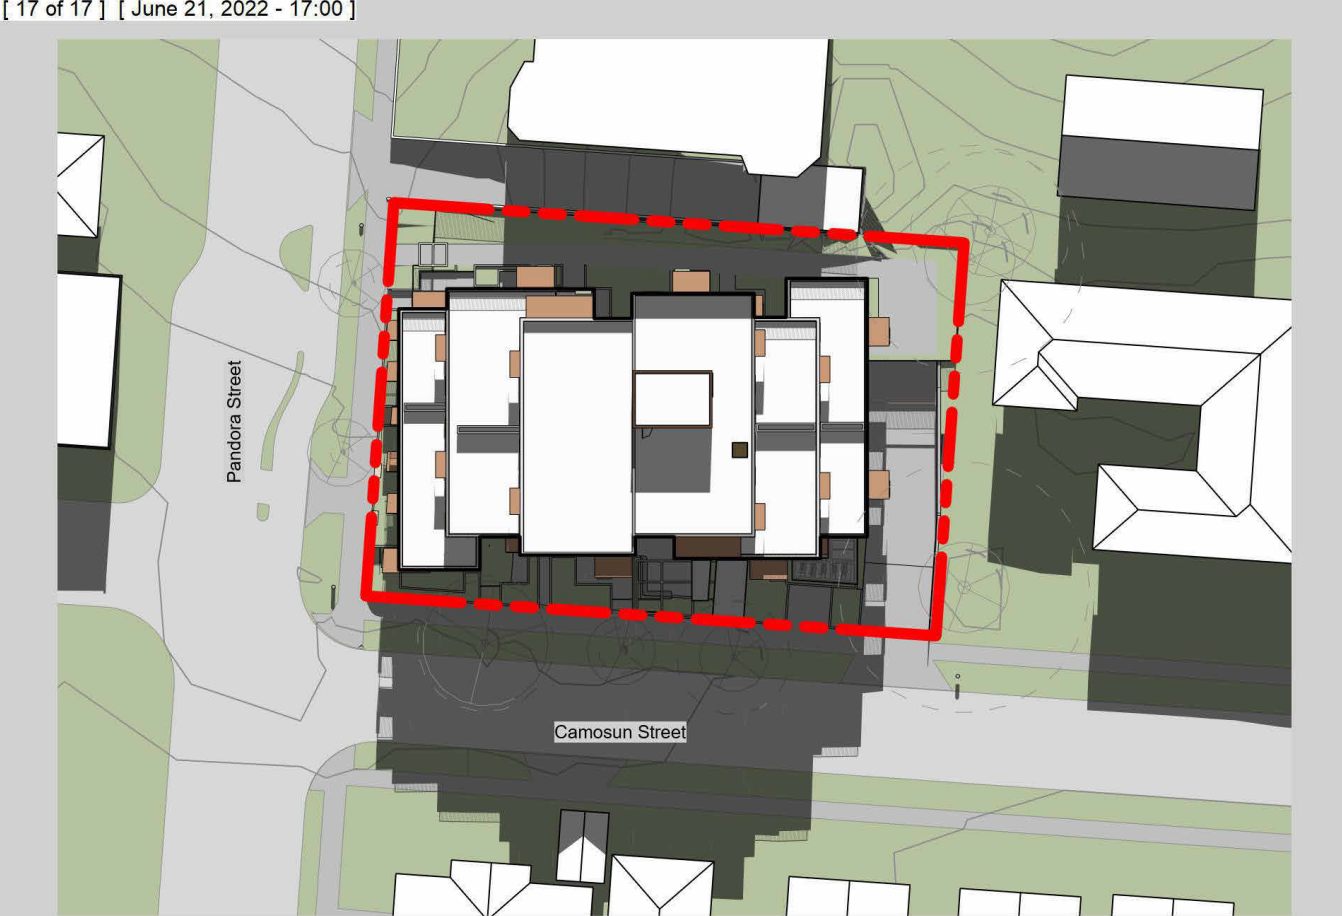 [ 17 of 17 ] [ June 21, 2022 - 17:00 ]
Pandora Street
Camosun Street